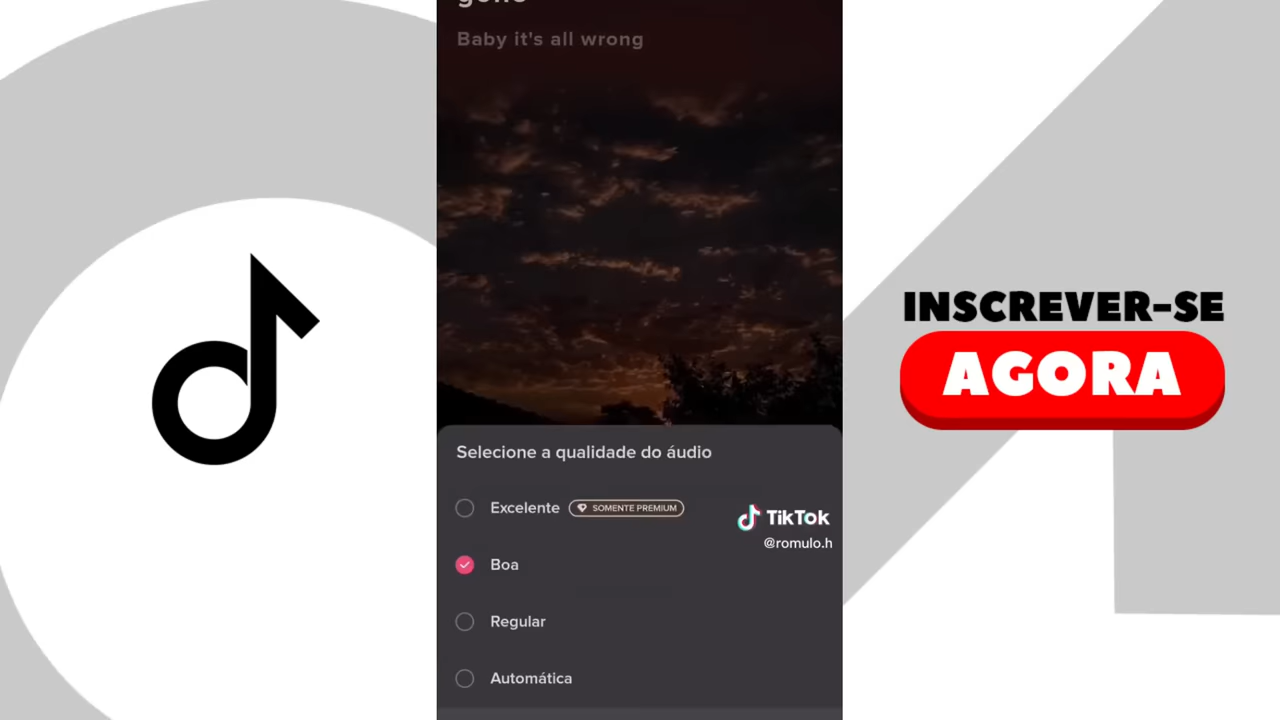 Baby it's all wrong
INSCREVER-SE
AGORA
Selecione a qualidade do áudio
Excelente
SOMENTE PREMIUM
TikTok
@romulo.h
Boa
Regular
Automática